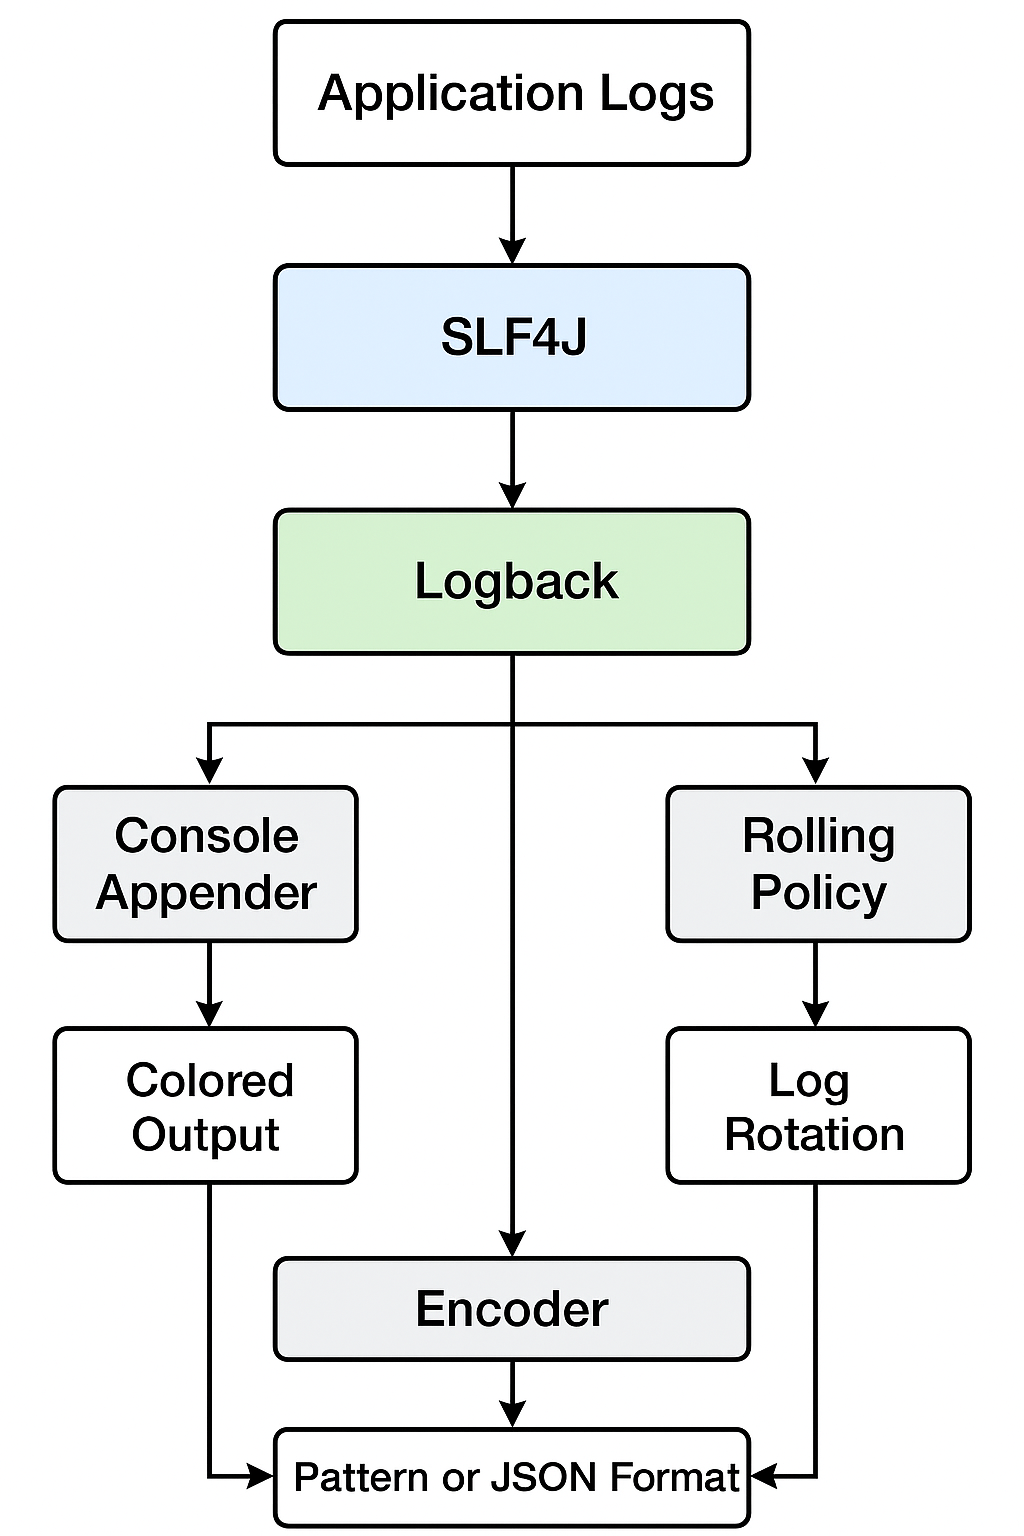 Application Logs
SLF4J
Logback
Console
Appender
Rolling
Policy
Colored
Output
Log
Rotation
Encoder
Pattern or JSON Format